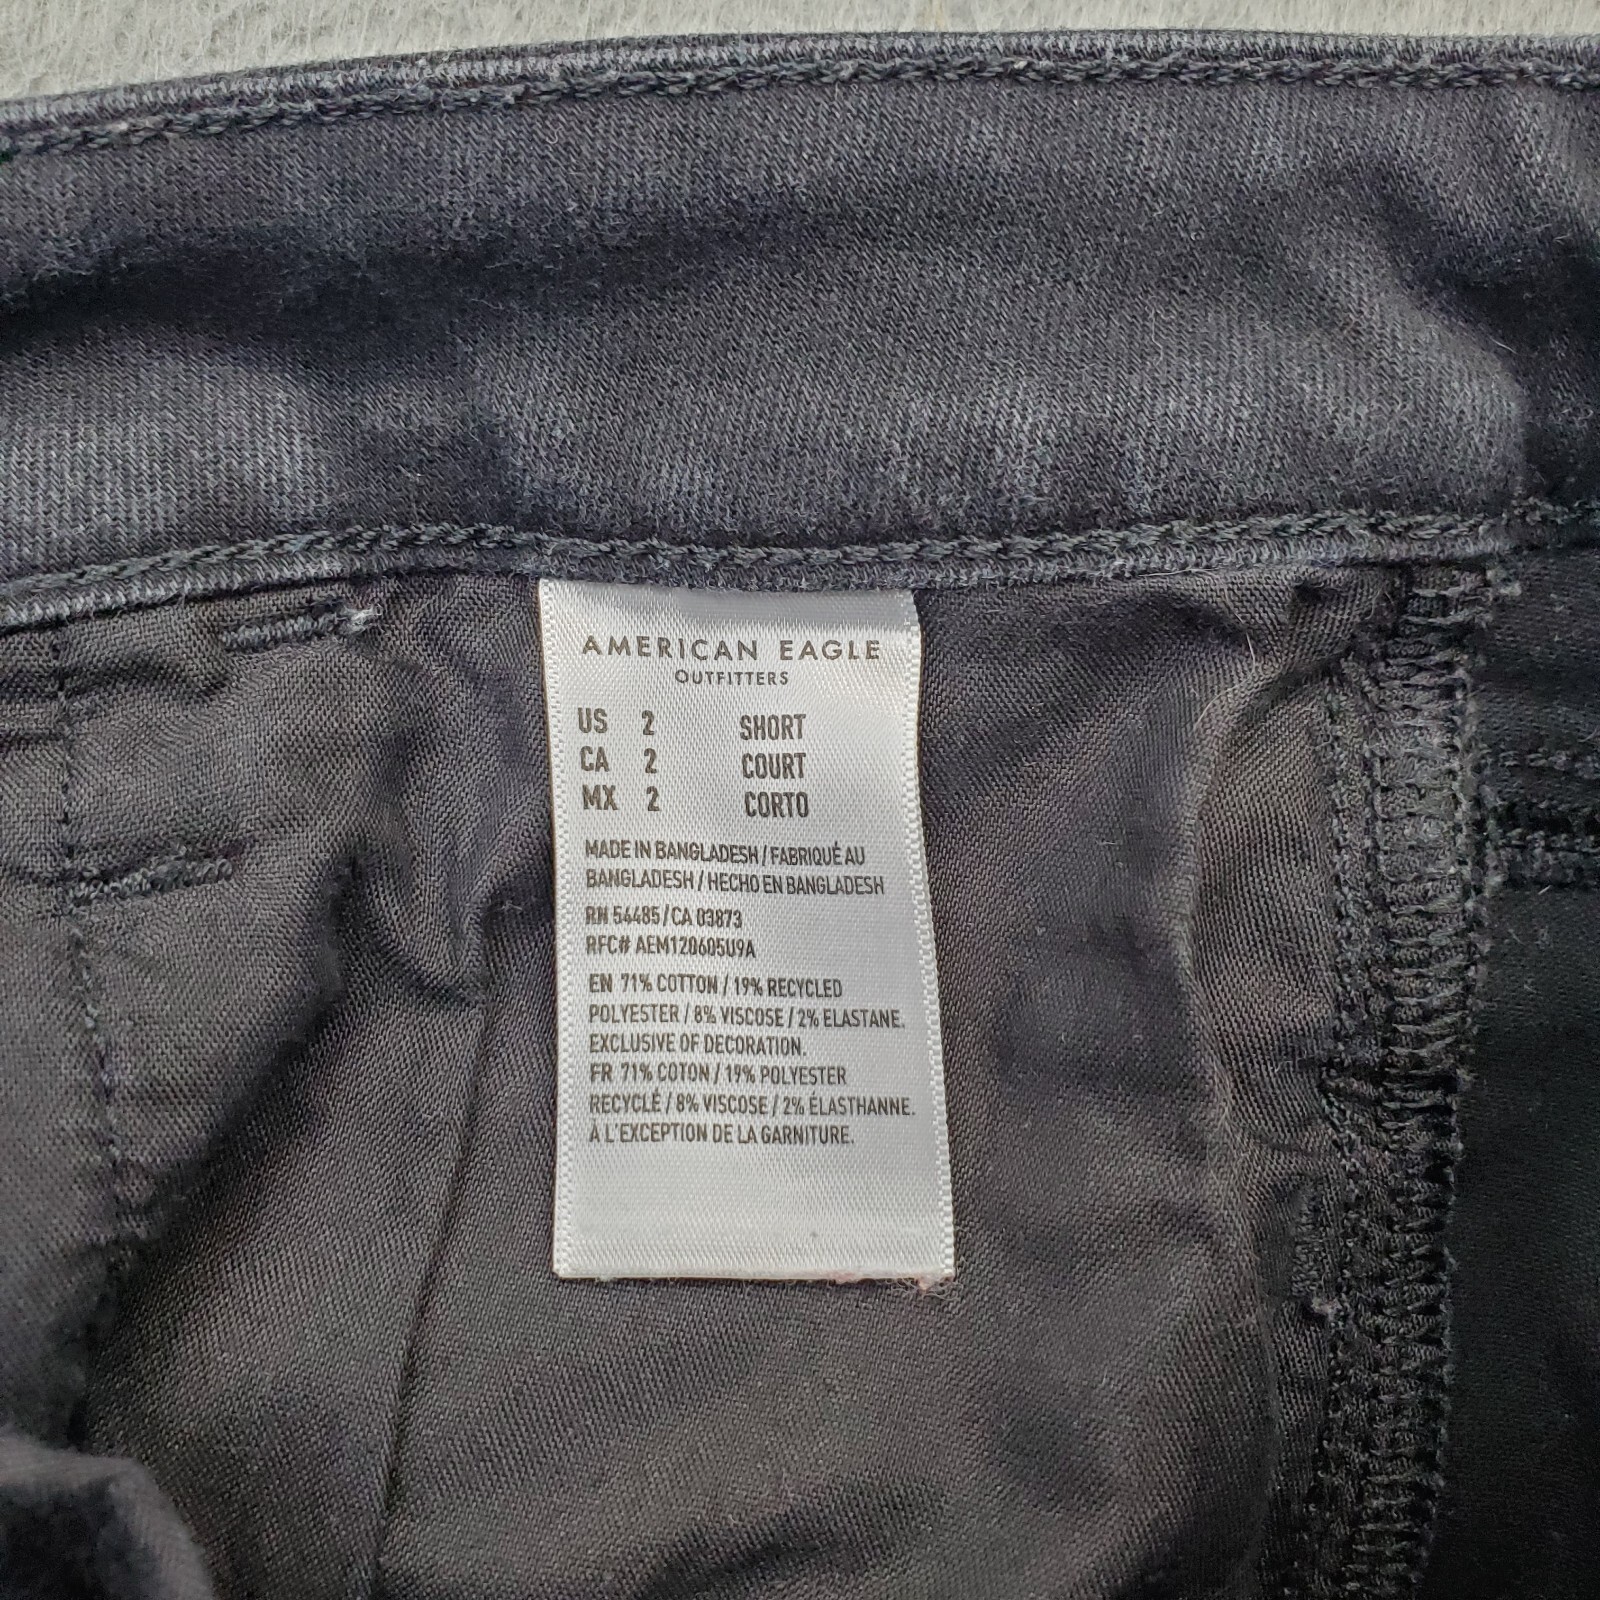 AMERICAN EAGLE
OUTFITTERS
US 2 SHORT
CA 2 COURT
MX 2 CORTO
MADE IN BANGLADESH / FABRIQUÉ AU
BANGLADESH / HECHO EN BANGLADESH
RN 54485 / CA 03873
RFC# AEM120605U9A
EN 71% COTTON / 19% RECYCLED
POLYESTER / 8% VISCOSE / 2% ELASTANE.
EXCLUSIVE OF DECORATION.
FR 71% COTON / 19% POLYESTER
RECYCLÉ / 8% VISCOSE / 2% ÉLASTHANNE.
À L'EXCEPTION DE LA GARNITURE.